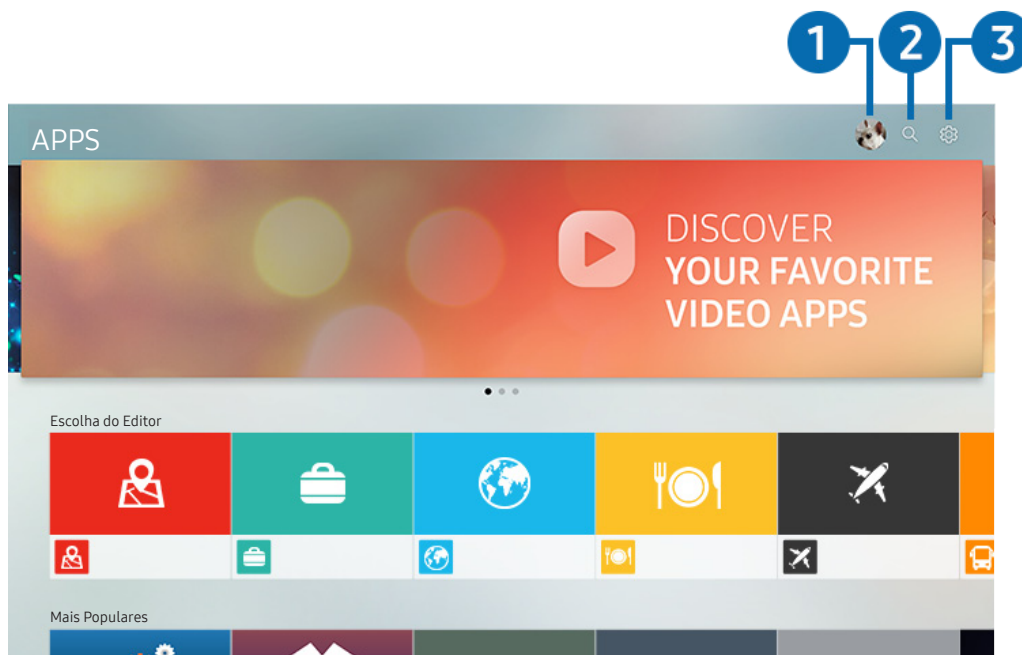 1 2 3
APPS
DISCOVER
YOUR FAVORITE
VIDEO APPS
Escolha do Editor
Mais Populares